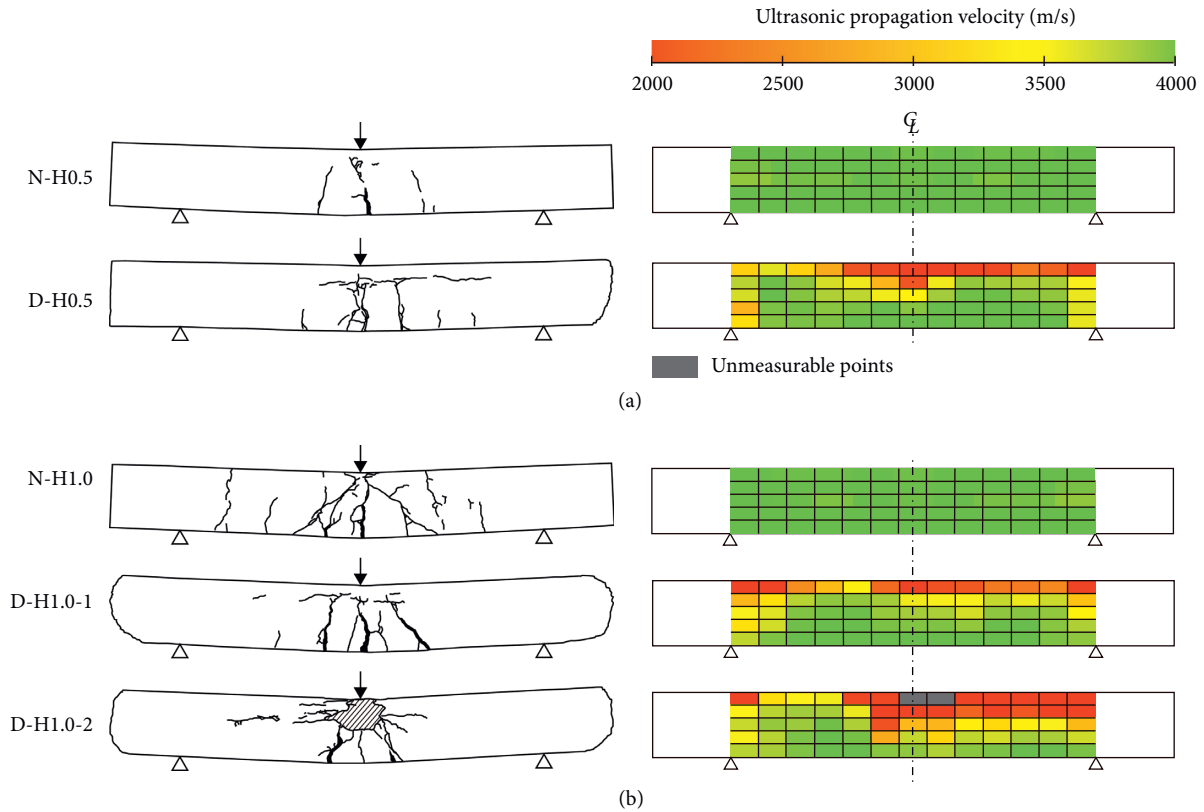 Ultrasonic propagation velocity (m/s)
2000 2500 3000 3500 4000
C L
N-H0.5
D-H0.5
Unmeasurable points
(a)
N-H1.0
D-H1.0-1
D-H1.0-2
(b)